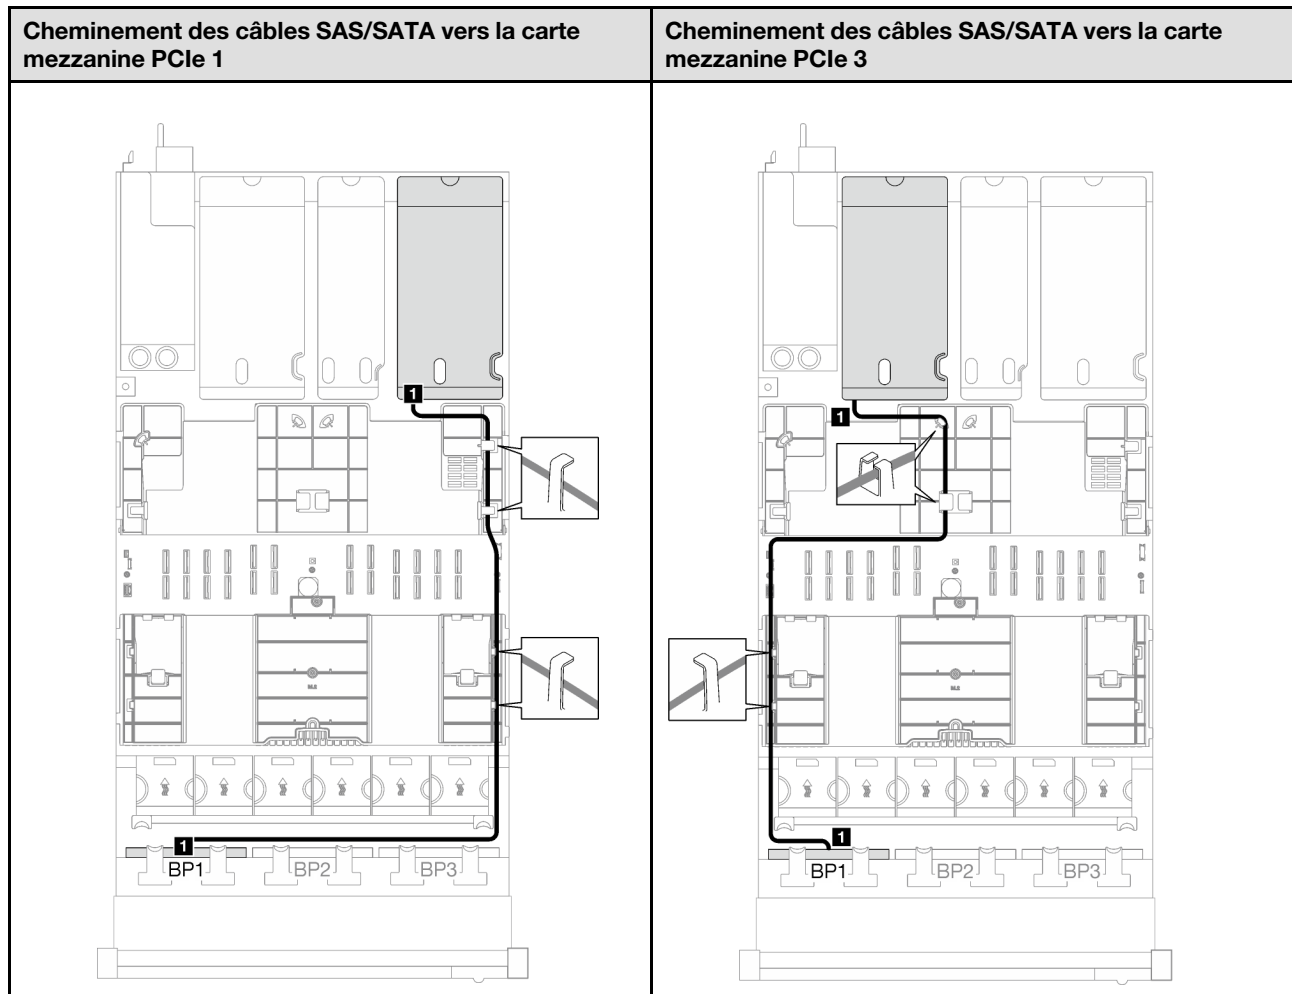 Cheminement des câbles SAS/SATA vers la carte
mezzanine PCIe 1
Cheminement des câbles SAS/SATA vers la carte
mezzanine PCIe 3
1
1
BP1
BP2
BP3
1
1
BP1
BP2
BP3